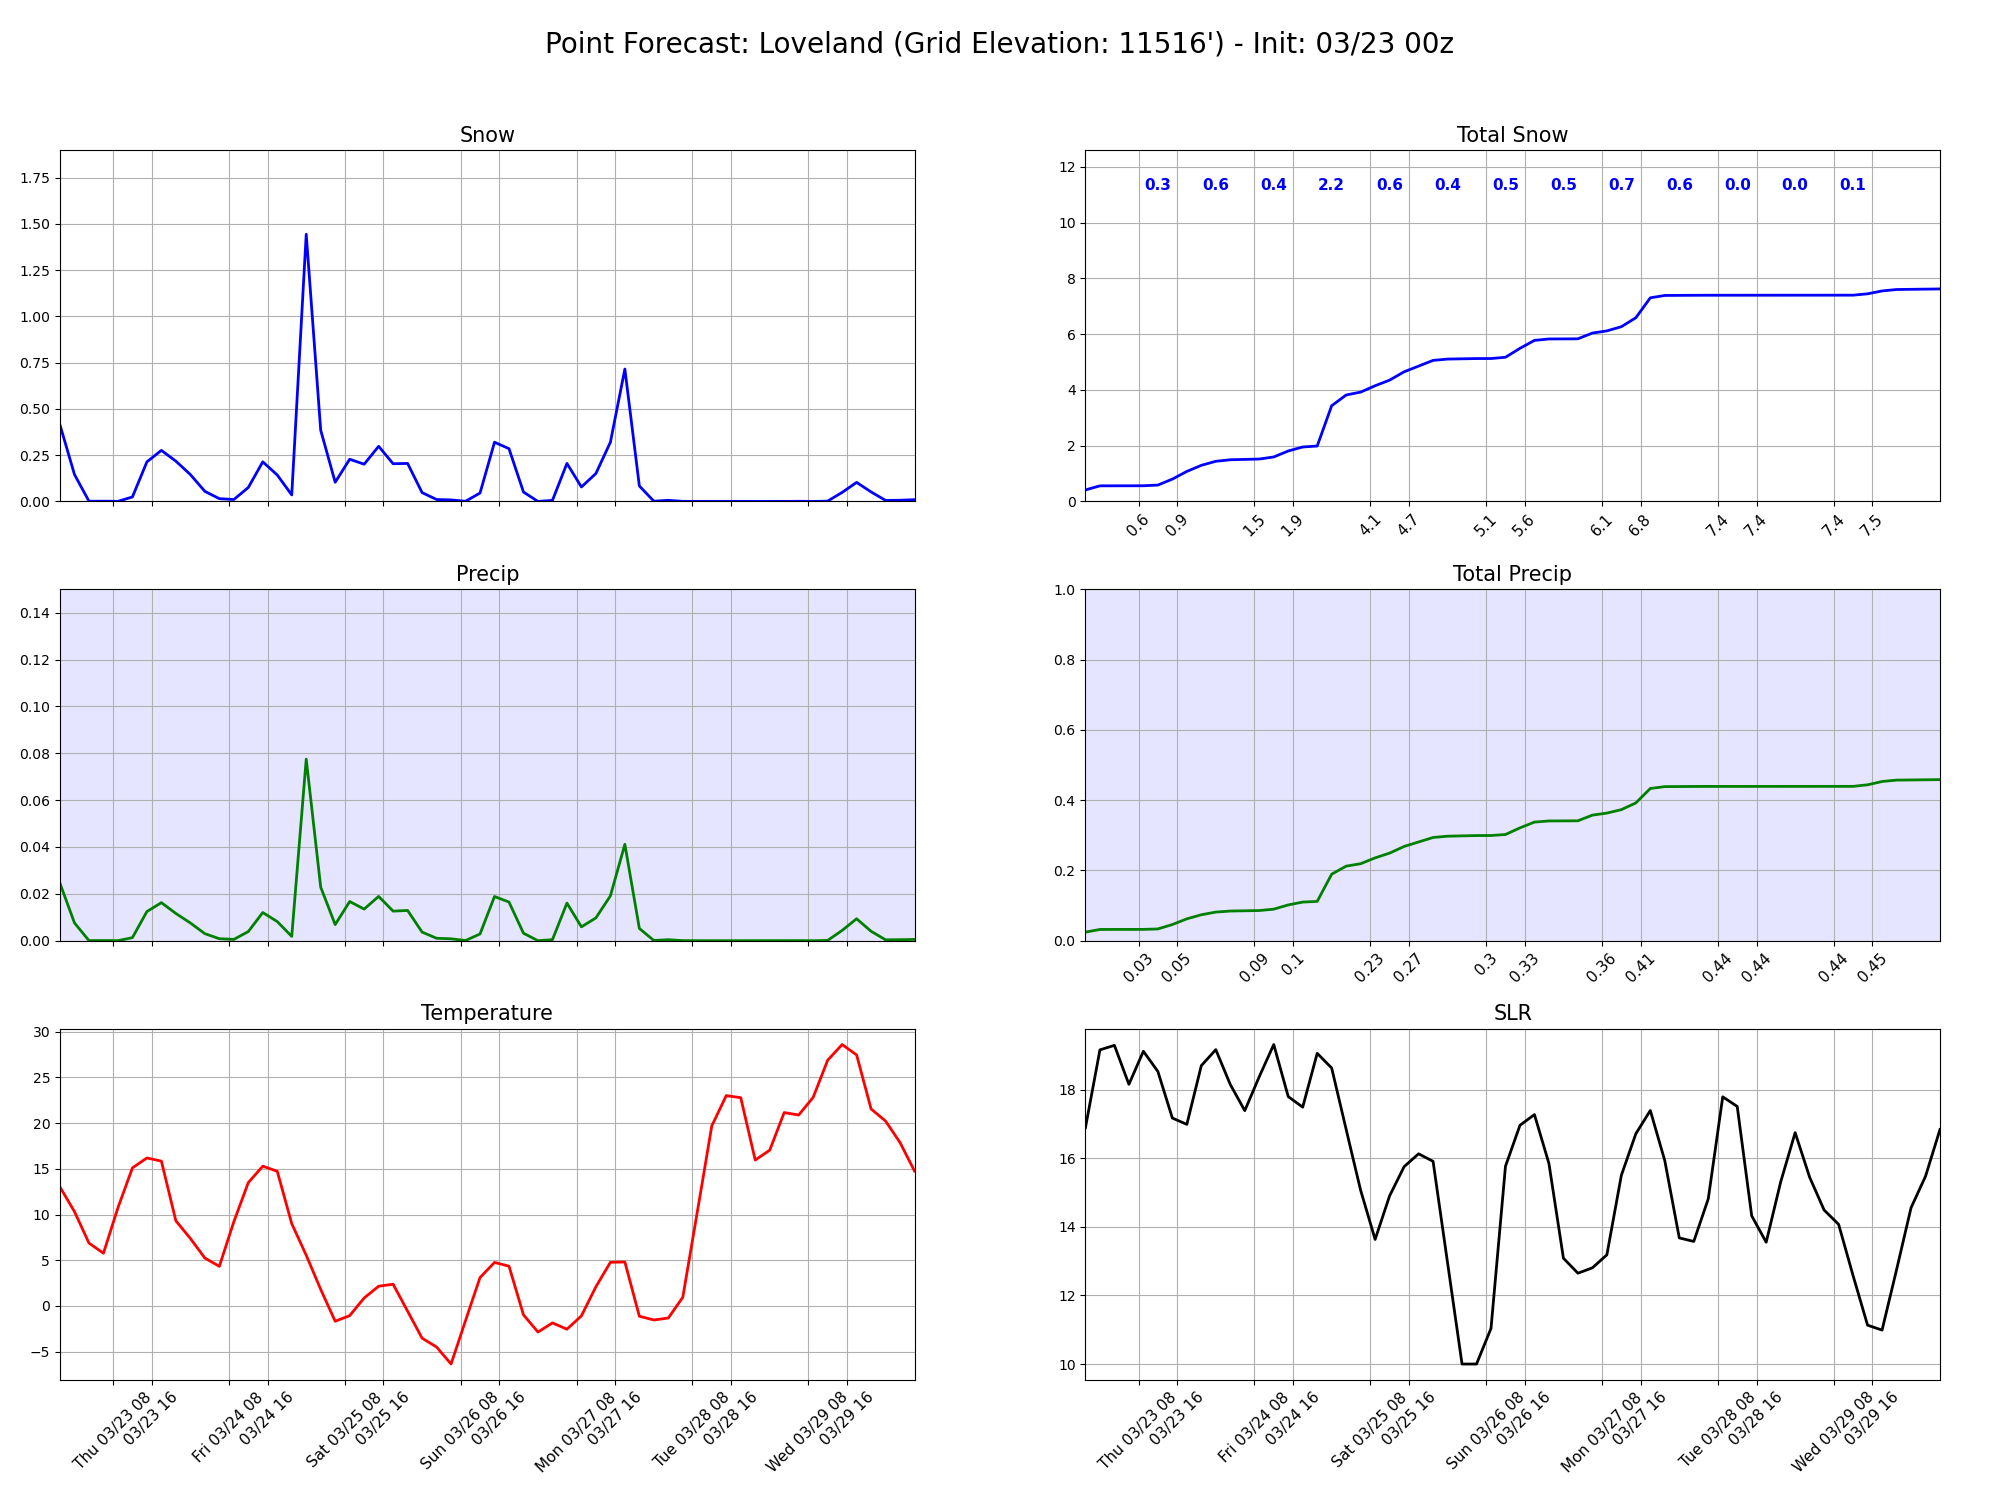 Point Forecast: Loveland (Grid Elevation: 11516') - Init: 03/23 00z
Snow
1.75
1.50
1.25
1.00
0.75
0.50
0.25
0.00
Total Snow
12
10
8
6
4
2
0
0.3 0.6 0.4 2.2 0.6 0.4 0.5 0.5 0.7 0.6 0.0 0.0 0.1
0.6 0.9 1.5 1.9 4.1 4.7 5.1 5.6 6.1 6.8 7.4 7.4 7.4 7.5
Precip
0.14
0.12
0.10
0.08
0.06
0.04
0.02
0.00
Total Precip
1.0
0.8
0.6
0.4
0.2
0.0
0.03 0.05 0.09 0.1 0.23 0.27 0.3 0.33 0.36 0.41 0.44 0.44 0.44 0.45
Temperature
30
25
20
15
10
5
0
−5
Thu 03/23 08
03/23 16
Fri 03/24 08
03/24 16
Sat 03/25 08
03/25 16
Sun 03/26 08
03/26 16
Mon 03/27 08
03/27 16
Tue 03/28 08
03/28 16
Wed 03/29 08
03/29 16
SLR
18
16
14
12
10
Thu 03/23 08
03/23 16
Fri 03/24 08
03/24 16
Sat 03/25 08
03/25 16
Sun 03/26 08
03/26 16
Mon 03/27 08
03/27 16
Tue 03/28 08
03/28 16
Wed 03/29 08
03/29 16